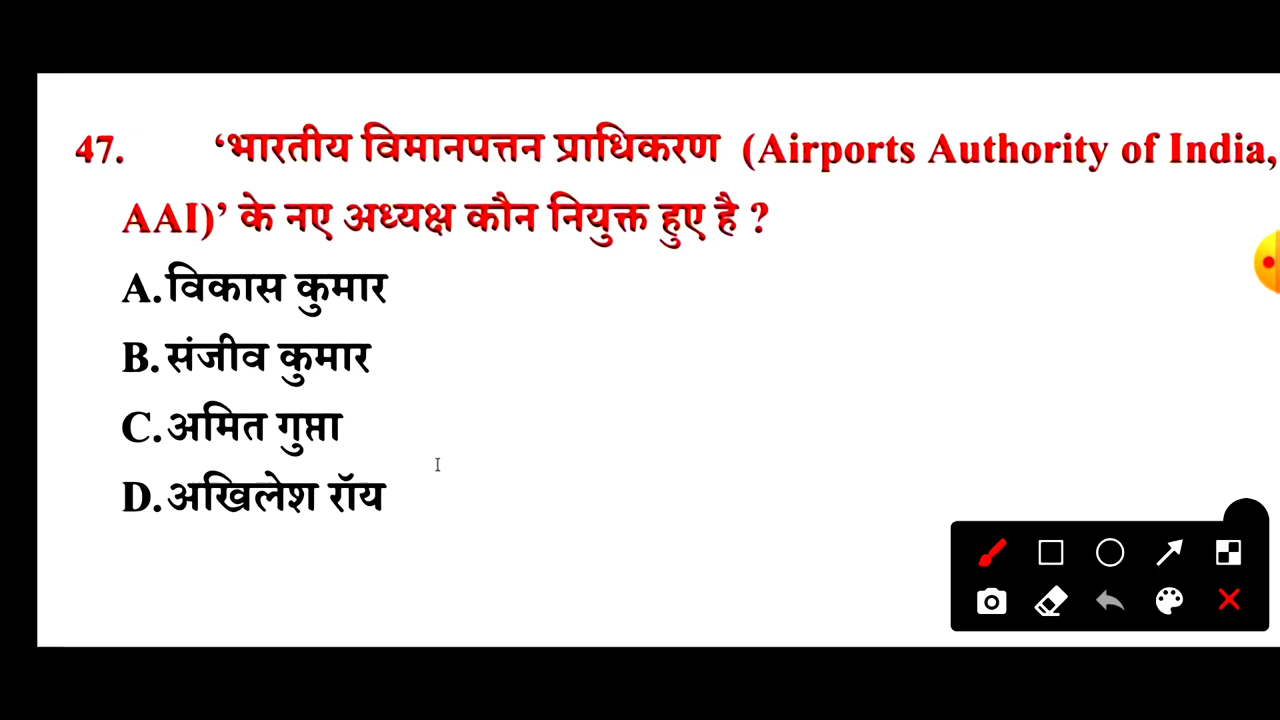 47. ‘भारतीय विमानपत्तन प्राधिकरण (Airports Authority of India,
AAI)’ के नए अध्यक्ष कौन नियुक्त हुए है ?
A.विकास कुमार
B.संजीव कुमार
C.अमित गुप्ता
D.अखिलेश रॉय